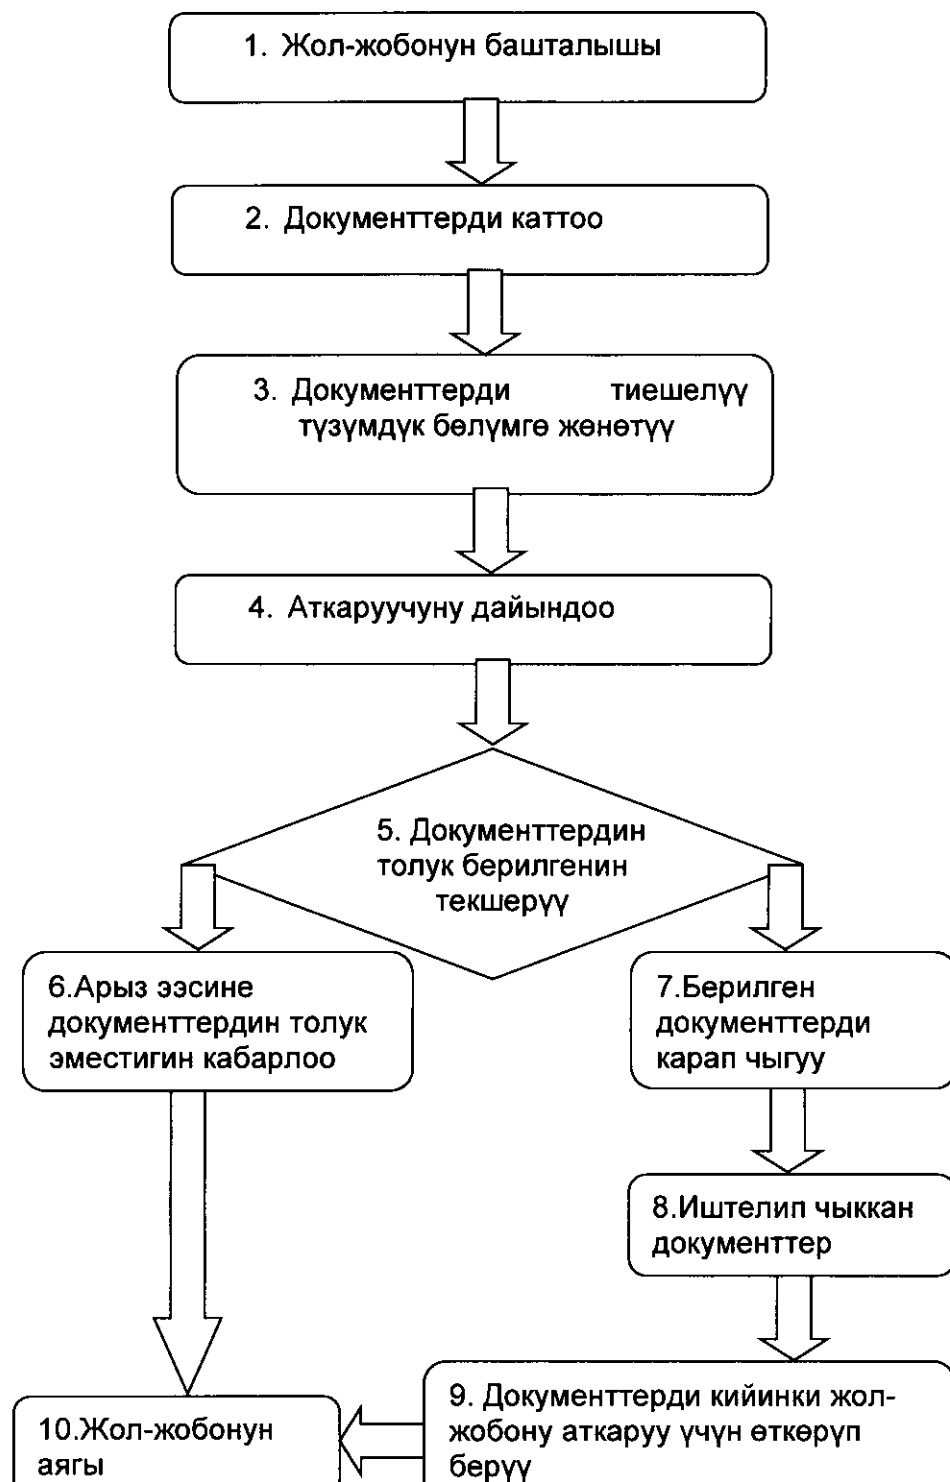 1. Жол-жобонун башталышы
2. Документтерди каттоо
3. Документтерди тиешелүү
түзүмдүк бөлүмгө жөнөтүү
4. Аткаруучуну дайындоо
5. Документтердин
толук берилгенин
текшерүү
6.Арыз ээсине
документтердин толук
эместигин кабарлоо
7.Берилген
документтерди
карап чыгуу
8.Иштелип чыккан
документтер
9. Документтерди кийинки жол-
жобону аткаруу үчүн өткөрүп
берүү
10.Жол-жобонун
аягы